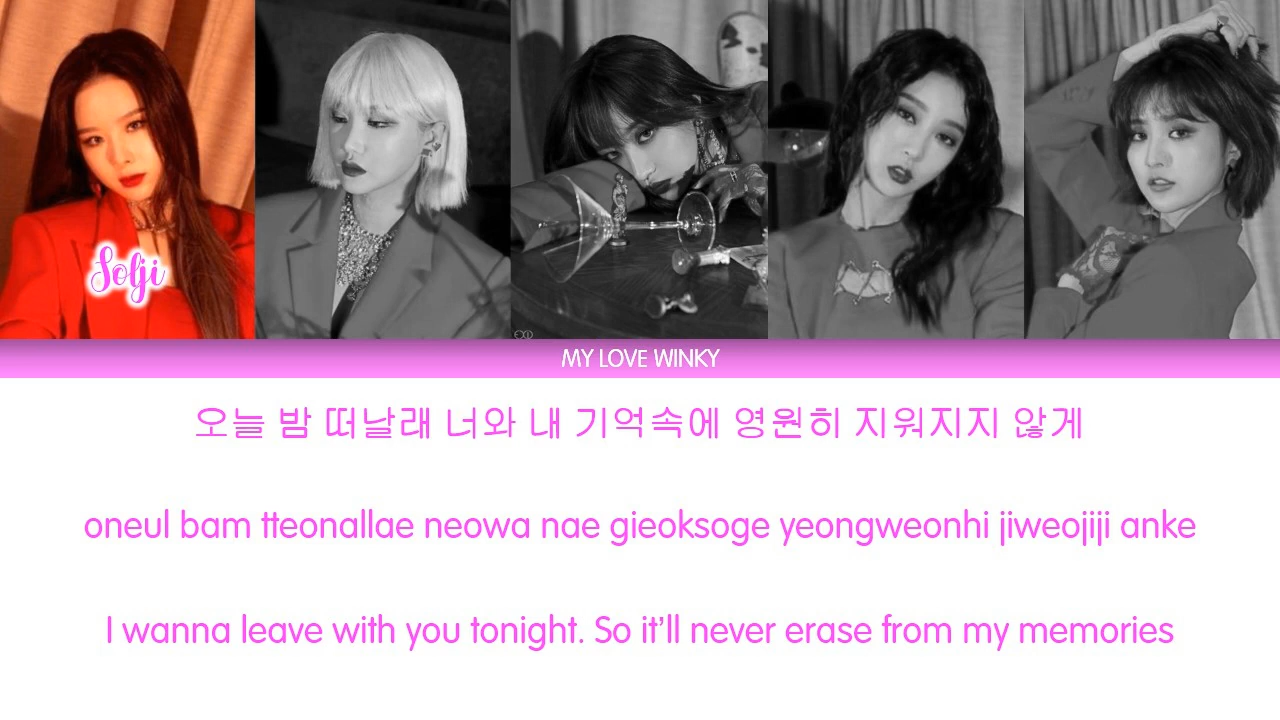 Solji
MY LOVE WINKY
오늘 밤 떠날래 너와 내 기억속에 영원히 지워지지 않게
oneul bam tteonallae neowa nae gieoksoge yeongweonhi jiweojiji anke
I wanna leave with you tonight. So it’ll never erase from my memories